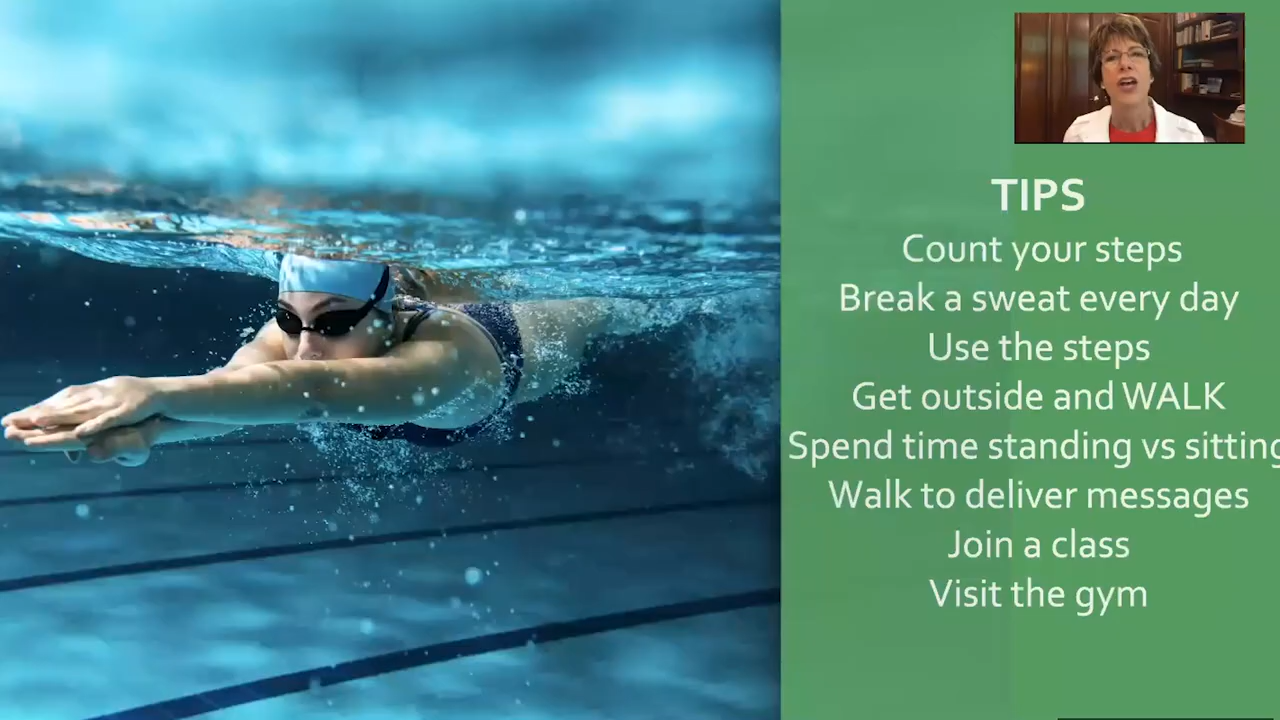 TIPS
Count your steps
Break a sweat every day
Use the steps
Get outside and WALK
Spend time standing vs sitting
Walk to deliver messages
Join a class
Visit the gym